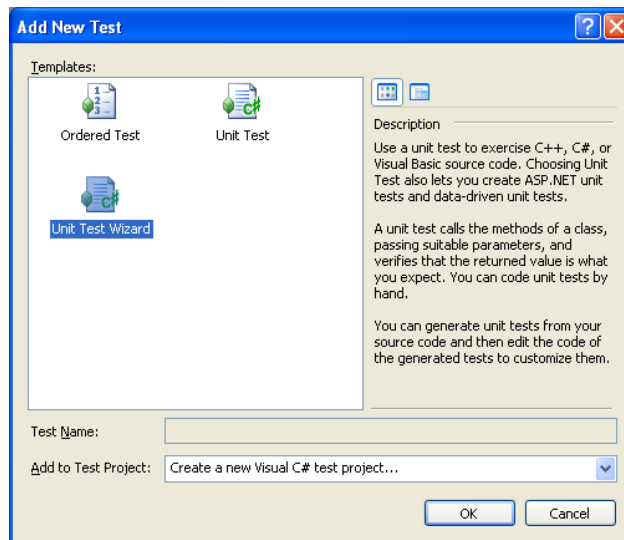 Add New Test
Templates:
Ordered Test
Unit Test
Unit Test Wizard
Description
Use a unit test to exercise C++, C#, or
Visual Basic source code. Choosing Unit
Test also lets you create ASP.NET unit
tests and data-driven unit tests.
A unit test calls the methods of a class,
passing suitable parameters, and
verifies that the returned value is what
you expect. You can code unit tests by
hand.
You can generate unit tests from your
source code and then edit the code of
the generated tests to customize them.
Test Name:
Add to Test Project:
Create a new Visual C# test project...
OK
Cancel